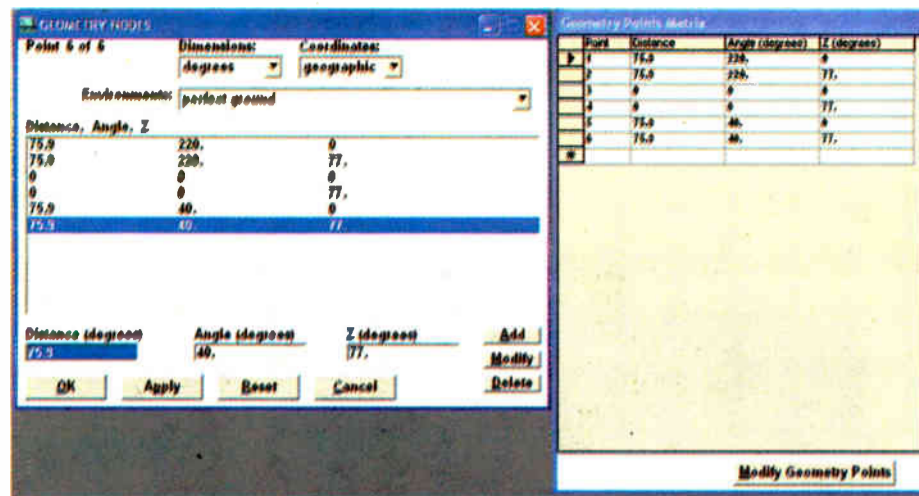 GEOMETRY NODES
Point 6 of 6
Dimensions:
Coordinates:
degrees
geographic
Environments:
perfect ground
Distance, Angle, Z
75.9 220. 0
75.9 220. 77.
0 0 0
0 0 77.
75.9 40. 0
75.9 40. 77.
Distance (degrees)
Angle (degrees)
Z (degrees)
75.9
40.
77.
Add
Modify
Delete
OK
Apply
Reset
Cancel
Geometry Points Matrix
Point Distance Angle (degrees) Z (degrees)
1 75.9 220. 0
2 75.9 220. 77.
3 0 0 0
4 0 0 77.
5 75.9 40. 0
6 75.9 40. 77.
Modify Geometry Points